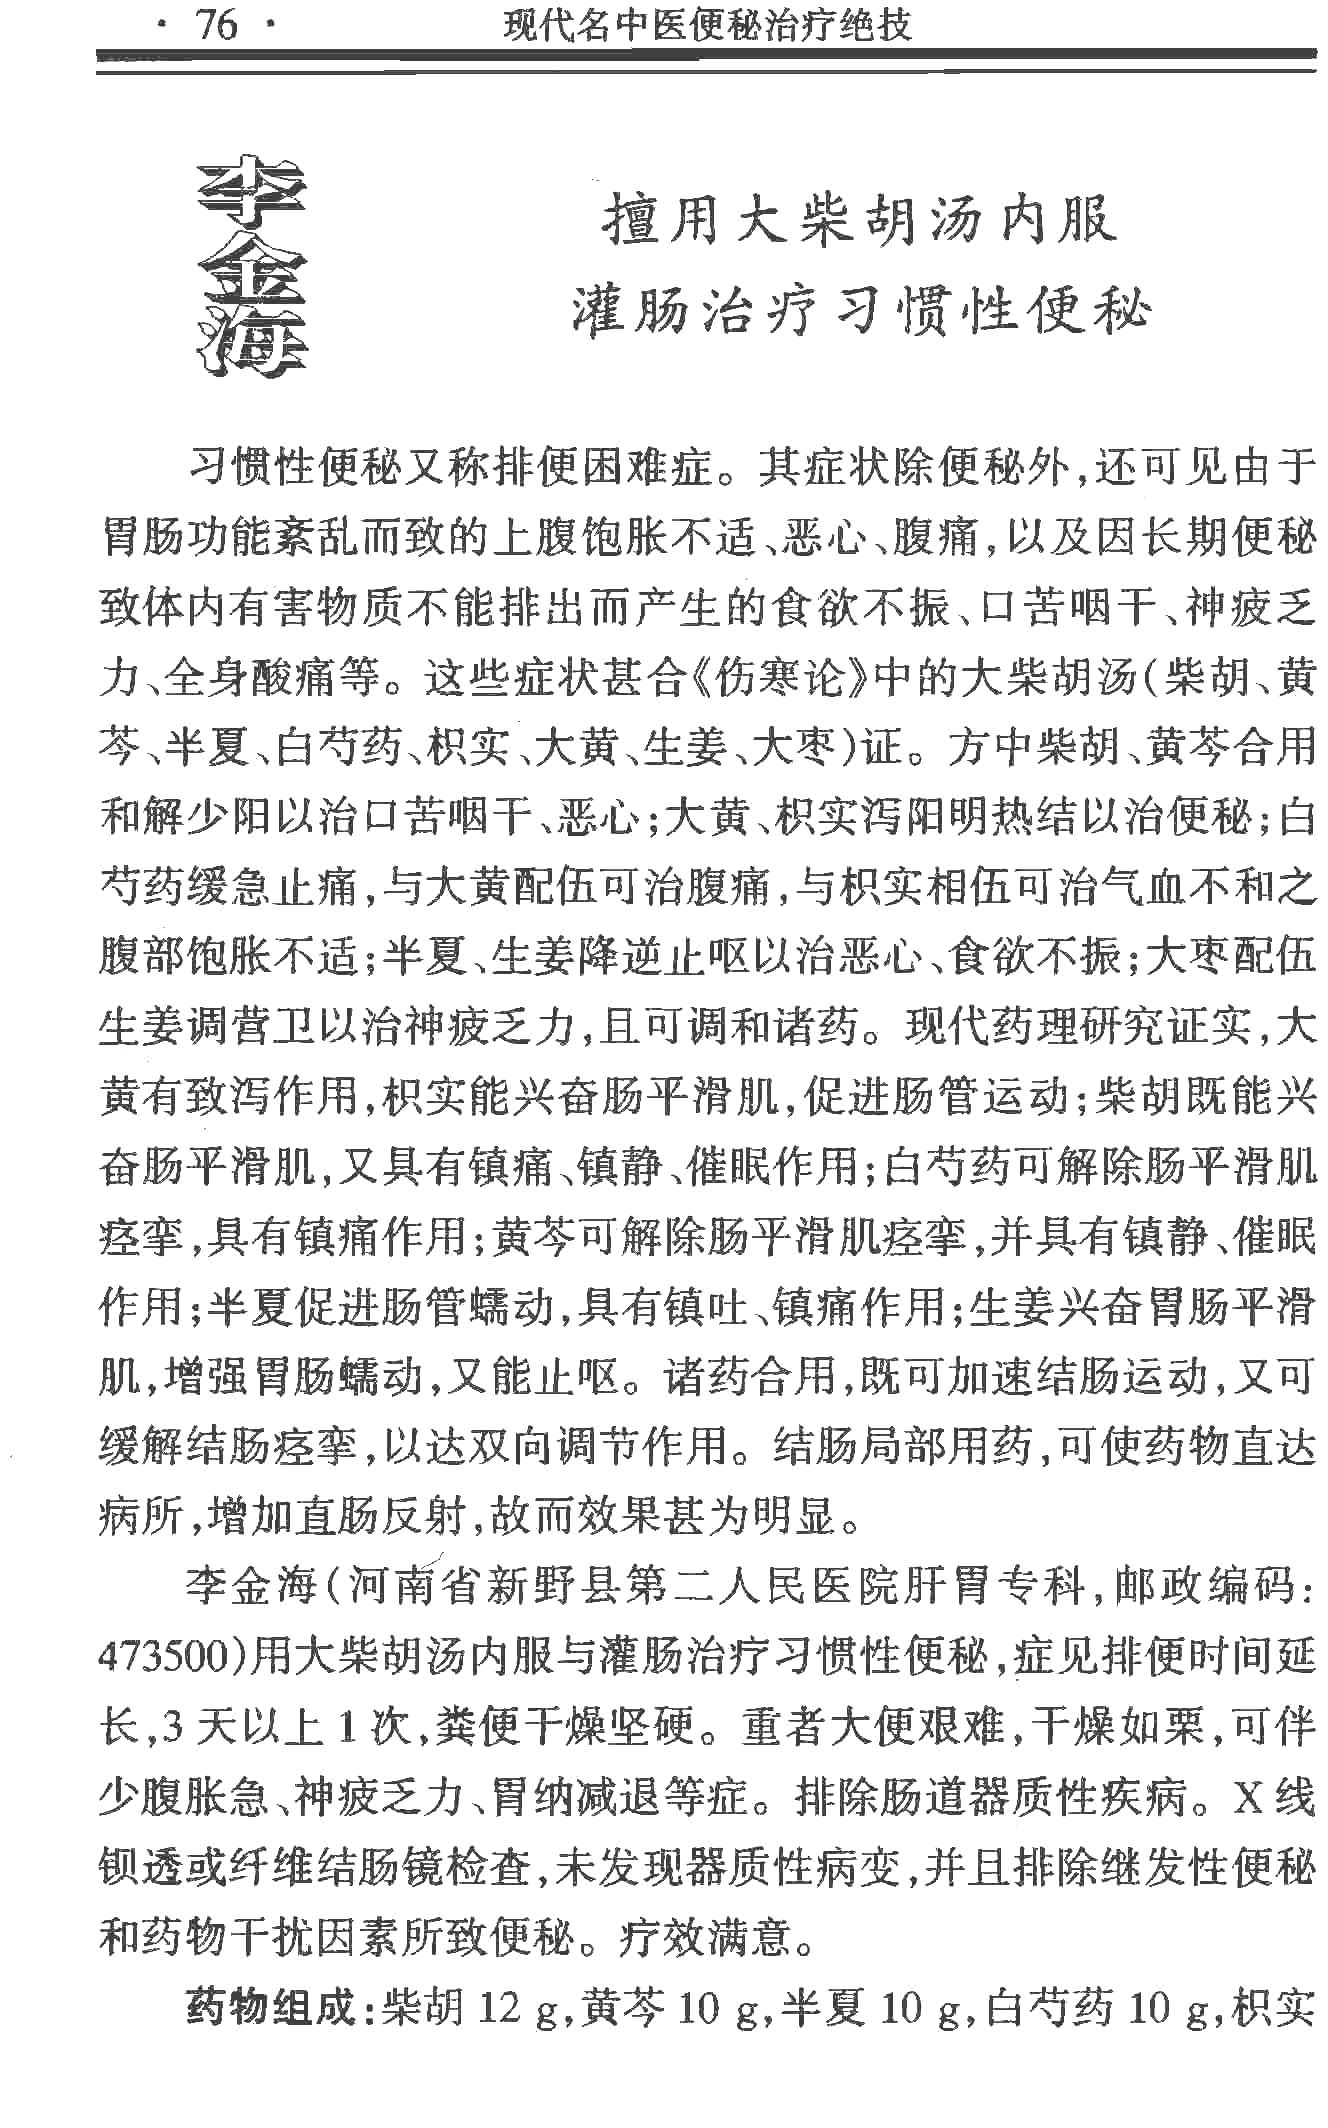 · 76 · 现代名中医便秘治疗绝技
李金海
擅用大柴胡汤内服
灌肠治疗习惯性便秘
习惯性便秘又称排便困难症。其症状除便秘外,还可见由于
胃肠功能紊乱而致的上腹饱胀不适、恶心、腹痛,以及因长期便秘
致体内有害物质不能排出而产生的食欲不振、口苦咽干、神疲乏
力、全身酸痛等。这些症状甚合《伤寒论》中的大柴胡汤(柴胡、黄
芩、半夏、白芍药、枳实、大黄、生姜、大枣)证。方中柴胡、黄芩合用
和解少阳以治口苦咽干、恶心;大黄、枳实泻阳明热结以治便秘;白
芍药缓急止痛,与大黄配伍可治腹痛,与枳实相伍可治气血不和之
腹部饱胀不适;半夏、生姜降逆止呕以治恶心、食欲不振;大枣配伍
生姜调营卫以治神疲乏力,且可调和诸药。现代药理研究证实,大
黄有致泻作用,枳实能兴奋肠平滑肌,促进肠管运动;柴胡既能兴
奋肠平滑肌,又具有镇痛、镇静、催眠作用;白芍药可解除肠平滑肌
痉挛,具有镇痛作用;黄芩可解除肠平滑肌痉挛,并具有镇静、催眠
作用;半夏促进肠管蠕动,具有镇吐、镇痛作用;生姜兴奋胃肠平滑
肌,增强胃肠蠕动,又能止呕。诸药合用,既可加速结肠运动,又可
缓解结肠痉挛,以达双向调节作用。结肠局部用药,可使药物直达
病所,增加直肠反射,故而效果甚为明显。
李金海(河南省新野县第二人民医院肝胃专科,邮政编码:
473500)用大柴胡汤内服与灌肠治疗习惯性便秘,症见排便时间延
长,3 天以上 1 次,粪便干燥坚硬。重者大便艰难,干燥如栗,可伴
少腹胀急、神疲乏力、胃纳减退等症。排除肠道器质性疾病。X 线
钡透或纤维结肠镜检查,未发现器质性病变,并且排除继发性便秘
和药物干扰因素所致便秘。疗效满意。
药物组成:柴胡 12 g,黄芩 10 g,半夏 10 g,白芍药 10 g,枳实